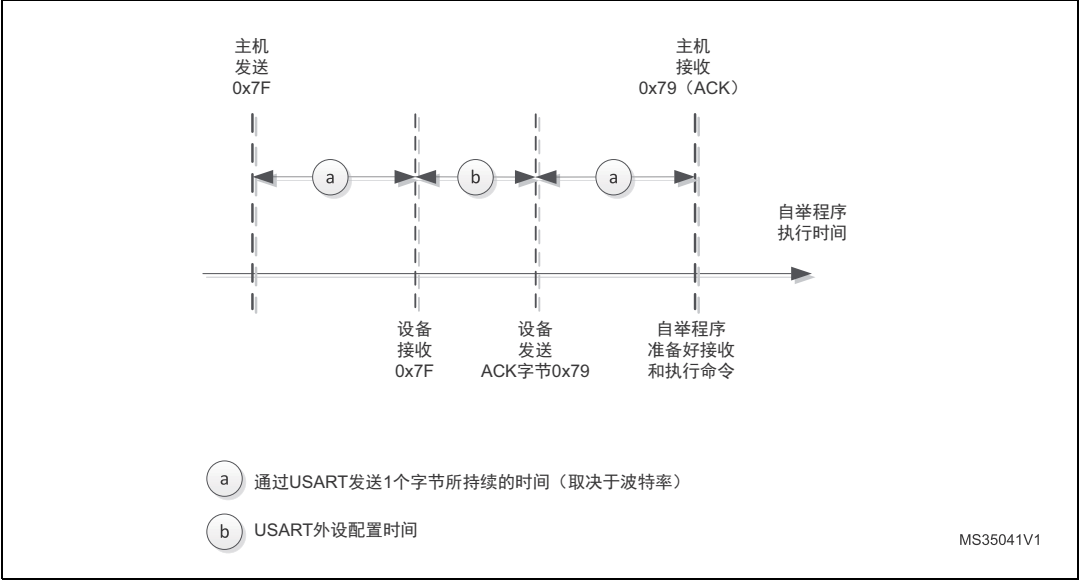 主机
发送
0x7F
主机
接收
0x79（ACK）
a
b
a
自举程序
执行时间
设备
接收
0x7F
设备
发送
ACK字节0x79
自举程序
准备好接收
和执行命令
a 通过USART发送1个字节所持续的时间（取决于波特率）
b USART外设配置时间
MS35041V1